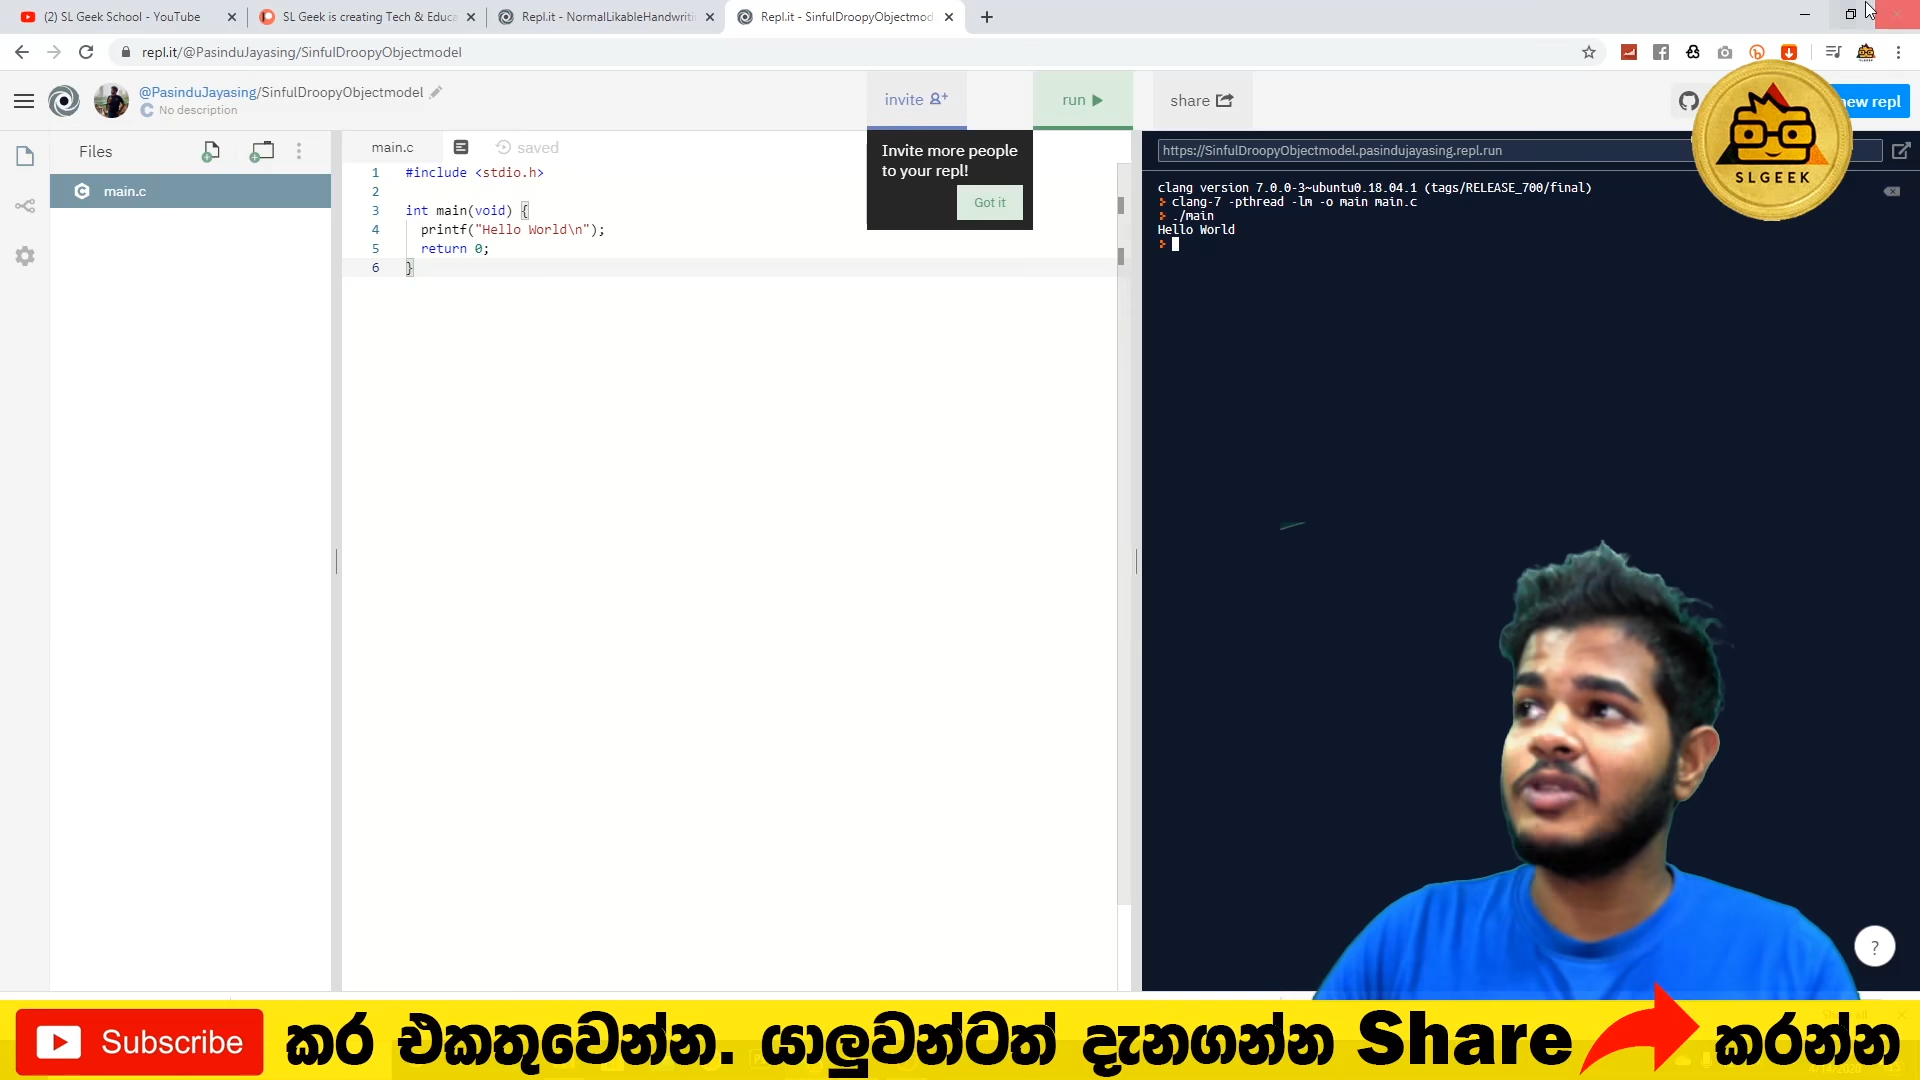 (2) SL Geek School - YouTube
SL Geek is creating Tech & Educa
Repl.it - NormalLikableHandwriti
Repl.it - SinfulDroopyObjectmod
repl.it/@PasinduJayasing/SinfulDroopyObjectmodel
@PasinduJayasing/SinfulDroopyObjectmodel
No description
invite
run
share
new repl
Files
main.c
saved
Invite more people
to your repl!
Got it
https://SinfulDroopyObjectmodel.pasindujayasing.repl.run
SLGEEK
main.c
1 #include <stdio.h>
2
3 int main(void) {
4 printf("Hello World\n");
5 return 0;
6 }
clang version 7.0.0-3~ubuntu0.18.04.1 (tags/RELEASE_700/final)
clang-7 -pthread -lm -o main main.c
./main
Hello World
?
Subscribe කර එකතුවෙන්න. යාලුවන්ටත් දැනගන්න Share කරන්න